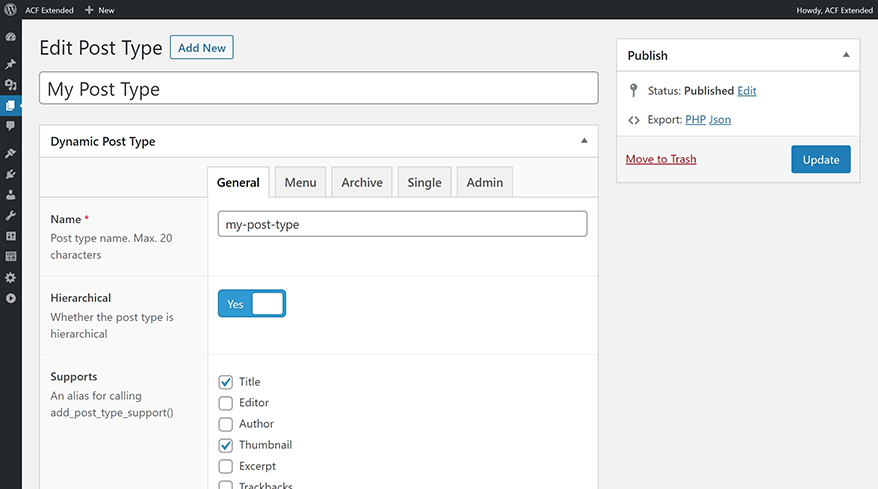 ACF Extended New Howdy, ACF Extended
Edit Post Type Add New
My Post Type
Dynamic Post Type
General Menu Archive Single Admin
Name *
Post type name. Max. 20
characters
my-post-type
Hierarchical
Whether the post type is
hierarchical
Yes
Supports
An alias for calling
add_post_type_support()
Title
Editor
Author
Thumbnail
Excerpt
Trackbacks
Publish
Status: Published Edit
Export: PHP Json
Move to Trash Update